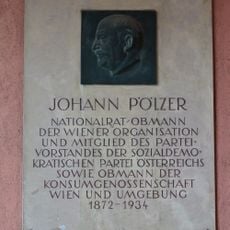 JOHANN PÖLZER
NATIONALRAT-OBMANN
DER WIENER ORGANISATION
UND MITGLIED DES PARTEI-
VORSTANDES DER SOZIALDEMO-
KRATISCHEN PARTEI ÖSTERREICHS
SOWIE OBMANN DER
KONSUMGENOSSENSCHAFT
WIEN UND UMGEBUNG
1872-1934